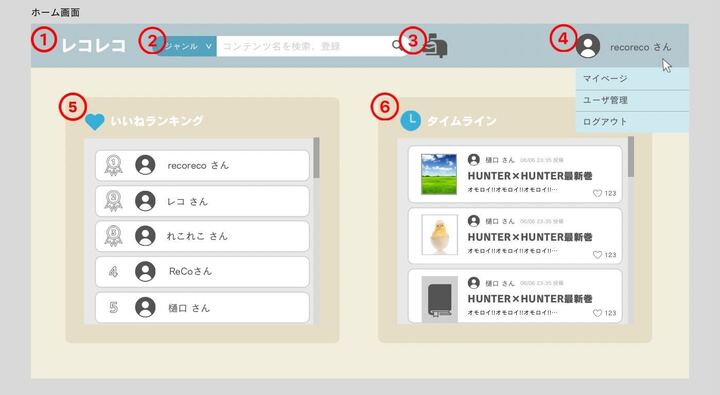 ホーム画面
① レコレコ
② ジャンル ∨ コンテンツ名を検索、登録
③
④ recoreco さん
マイページ
ユーザ管理
ログアウト
⑤ いいねランキング
1 recoreco さん
2 レコ さん
3 れこれこ さん
4 ReCoさん
5 樋口 さん
⑥ タイムライン
樋口 さん 06/06 23:35 投稿
HUNTER×HUNTER最新巻
オモロイ!!オモロイ!!オモロイ!!…
123
樋口 さん 06/06 23:35 投稿
HUNTER×HUNTER最新巻
オモロイ!!オモロイ!!オモロイ!!…
123
樋口 さん 06/06 23:35 投稿
HUNTER×HUNTER最新巻
オモロイ!!オモロイ!!オモロイ!!…
123